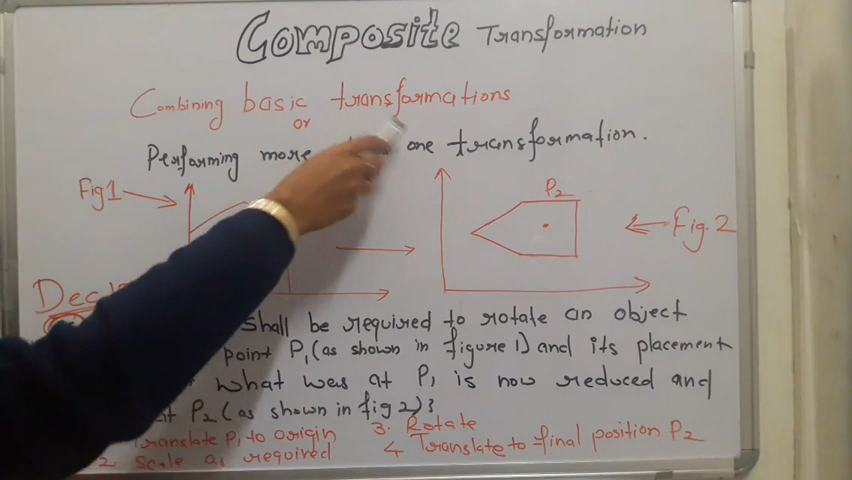 Composite Transformation
Combining basic transformations
or
Performing more one transformation.
Fig1
P2
Fig. 2
shall be required to rotate an object
point P1 (as shown in figure 1) and its placement
what was at P1 is now reduced and
P2 (as shown in fig 2)?
Translate P1 to origin
2 Scale as required
3. Rotate
4 Translate to final position P2